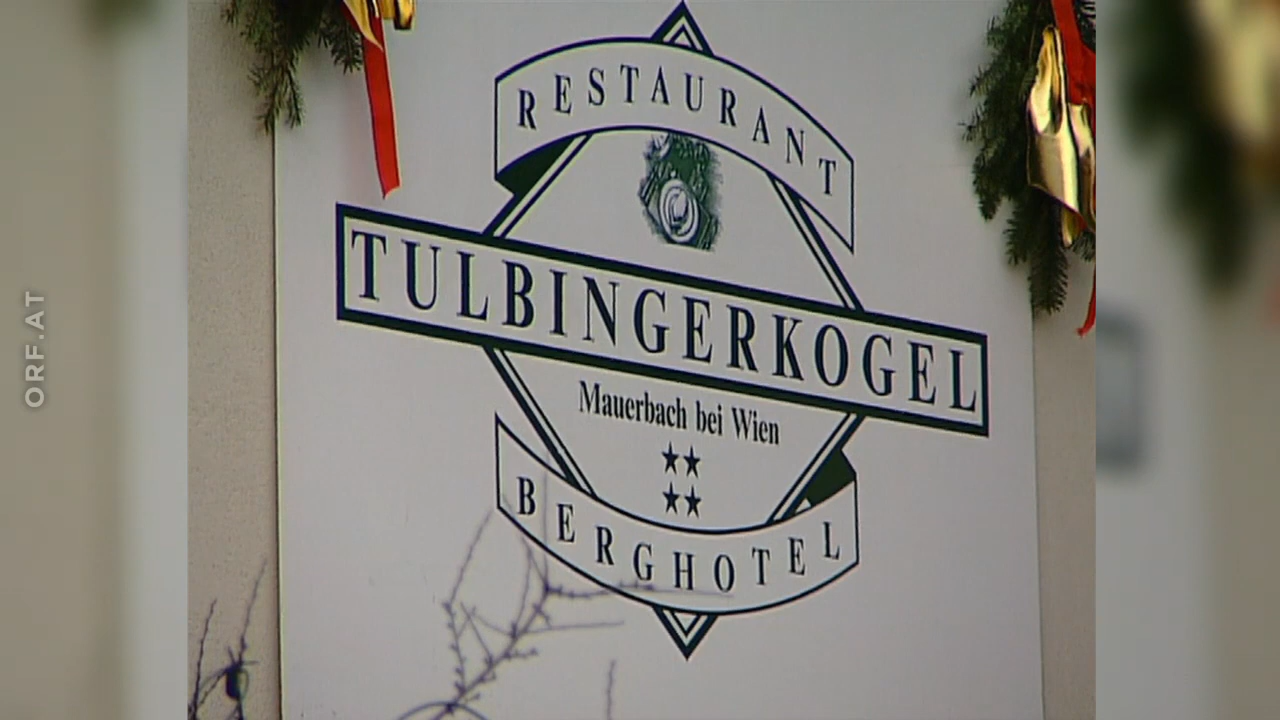 RESTAURANT
TULBINGERKOGEL
Mauerbach bei Wien
BERGHOTEL
ORF.AT